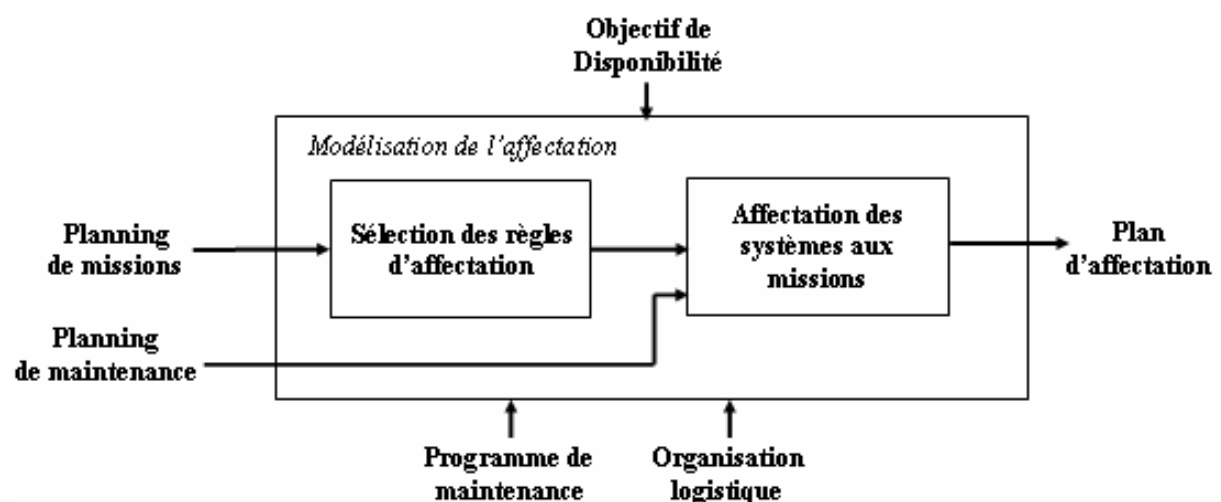 Objectif de
Disponibilité
Modélisation de l'affectation
Sélection des règles
d'affectation
Affectation des
systèmes aux
missions
Planning
de missions
Plan
d'affectation
Planning
de maintenance
Programme de
maintenance
Organisation
logistique